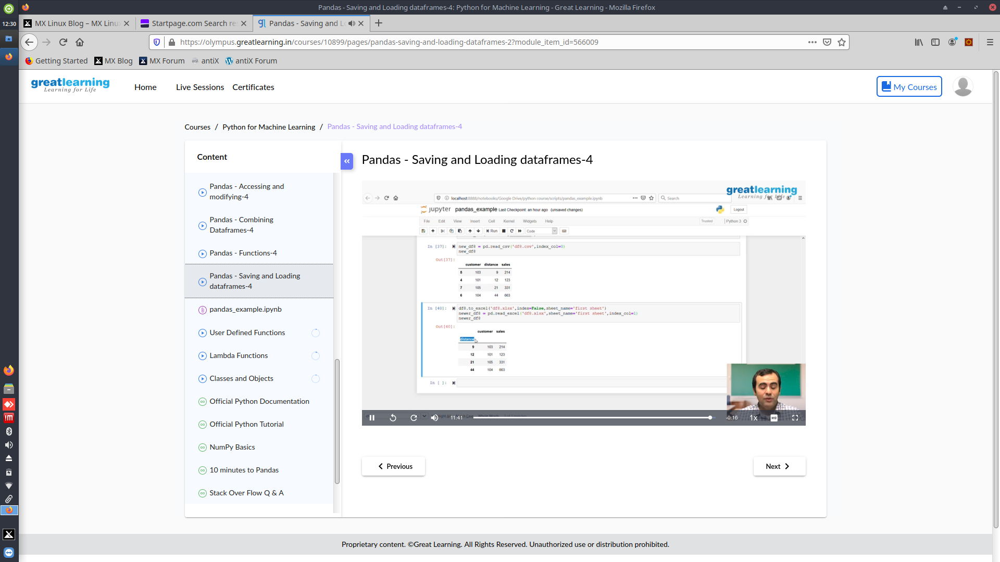 Pandas - Saving and Loading dataframes-4: Python for Machine Learning - Great Learning - Mozilla Firefox
12:30
MX Linux Blog – MX Linu
Startpage.com Search re
Pandas - Saving and L
https://olympus.greatlearning.in/courses/10899/pages/pandas-saving-and-loading-dataframes-2?module_item_id=566009
Getting Started
MX Blog
MX Forum
antiX
antiX Forum
greatlearning
Learning for Life
Home
Live Sessions
Certificates
My Courses
Courses / Python for Machine Learning / Pandas - Saving and Loading dataframes-4
Content
Pandas - Accessing and
modifying-4
Pandas - Combining
Dataframes-4
Pandas - Functions-4
Pandas - Saving and Loading
dataframes-4
pandas_example.ipynb
User Defined Functions
Lambda Functions
Classes and Objects
Official Python Documentation
Official Python Tutorial
NumPy Basics
10 minutes to Pandas
Stack Over Flow Q & A
Pandas - Saving and Loading dataframes-4
greatlearning
Learning for Life
localhost:8888/notebooks/Google Drive/python course/scripts/pandas_example.ipynb
Search
jupyter pandas_example Last Checkpoint: an hour ago (unsaved changes)
Logout
File Edit View Insert Cell Kernel Widgets Help
Trusted
Python 3
Run
Code
In [37]: new_df8 = pd.read_csv('df8.csv',index_col=0)
new_df8
Out[37]:
customer distance sales
5 103 9 214
4 101 12 123
7 105 21 331
6 104 44 663
In [40]: df8.to_excel('df8.xlsx',index=False,sheet_name='first sheet')
newer_df8 = pd.read_excel('df8.xlsx',sheet_name='first sheet',index_col=1)
newer_df8
Out[40]:
customer sales
distance
9 103 214
12 101 123
21 105 331
44 104 663
In [ ]:
11:41
-0:16
1x
HD
Previous
Next
Proprietary content. ©Great Learning. All Rights Reserved. Unauthorized use or distribution prohibited.